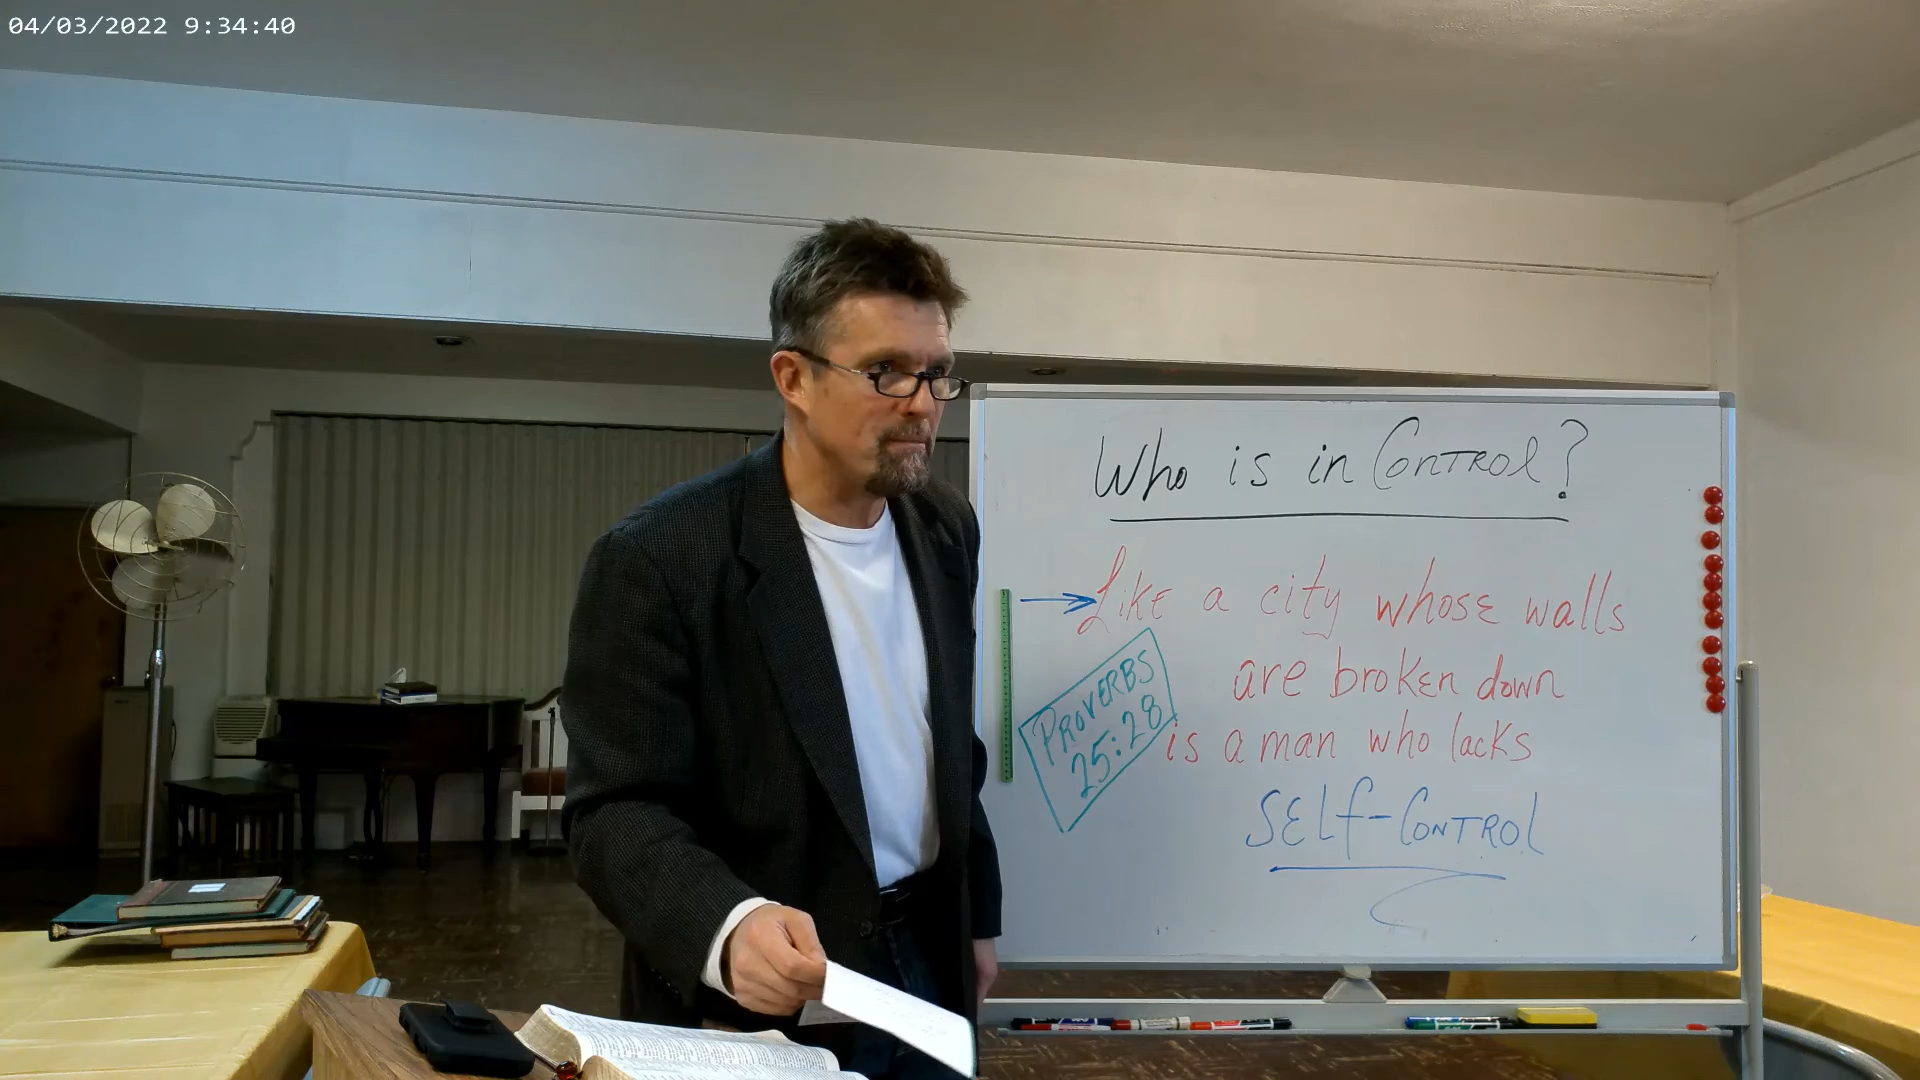 04/03/2022 9:34:40
Who is in Control?
Like a city whose walls
are broken down
is a man who lacks
Self-Control
PROVERBS
25:28